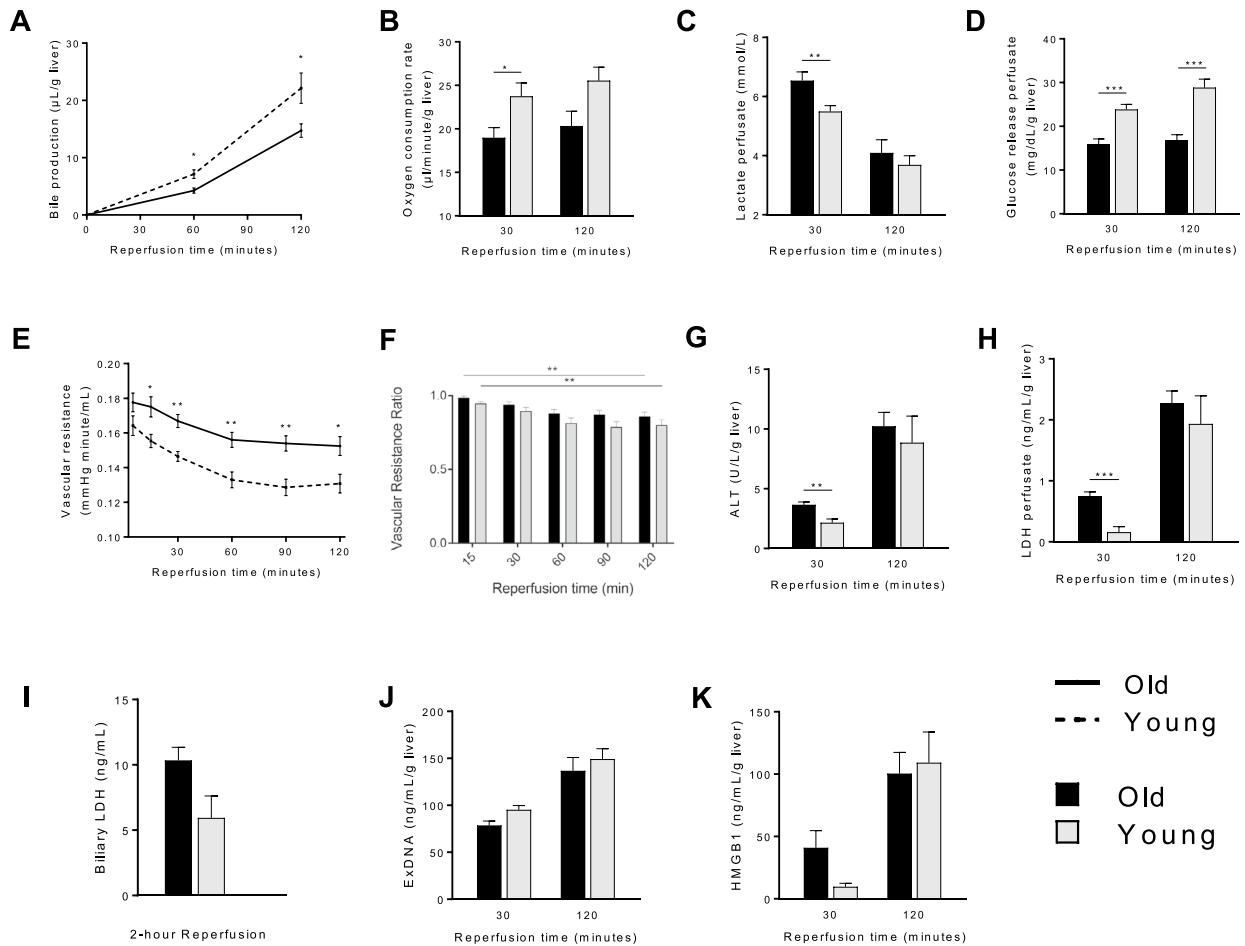 A
Bile production (µL/g liver)
30
20
10
0
0 30 60 90 120
* *
Reperfusion time (minutes)
B
Oxygen consumption rate
(µl/minute/g liver)
30
25
20
15
10
*
30 120
Reperfusion time (minutes)
C
Lactate perfusate (mmol/L)
8
6
4
2
**
30 120
Reperfusion time (minutes)
D
Glucose release perfusate
(mg/dL/g liver)
40
30
20
10
0
*** ***
30 120
Reperfusion time (minutes)
E
Vascular resistance
(mmHg minute/mL)
0.20
0.18
0.16
0.14
0.12
0.10
* ** ** ** *
30 60 90 120
Reperfusion time (minutes)
F
Vascular Resistance Ratio
1.0
0.5
0.0
**
**
15 30 60 90 120
Reperfusion time (min)
G
ALT (U/L/g liver)
15
10
5
0
**
30 120
Reperfusion time (minutes)
H
LDH perfusate (ng/mL/g liver)
3
2
1
0
***
30 120
Reperfusion time (minutes)
I
Biliary LDH (ng/mL)
15
10
5
0
2-hour Reperfusion
J
ExDNA (ng/mL/g liver)
200
150
100
50
0
30 120
Reperfusion time (minutes)
K
HMGB1 (ng/mL/g liver)
150
100
50
0
30 120
Reperfusion time (minutes)
Old
Young
Old
Young